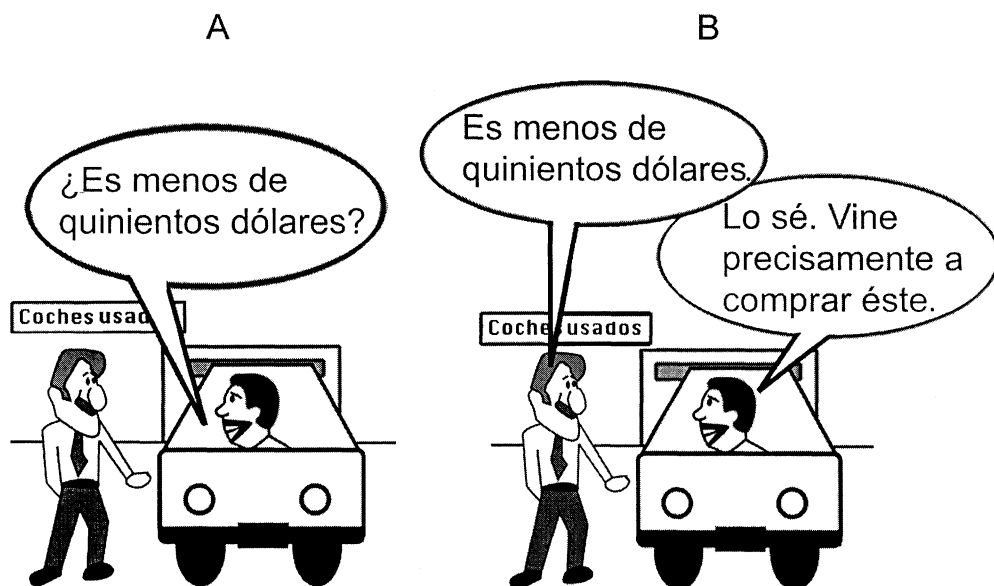 A
¿Es menos de
quinientos dólares?
Coches usad
B
Es menos de
quinientos dólares.
Lo sé. Vine
precisamente a
comprar éste.
Coches usados